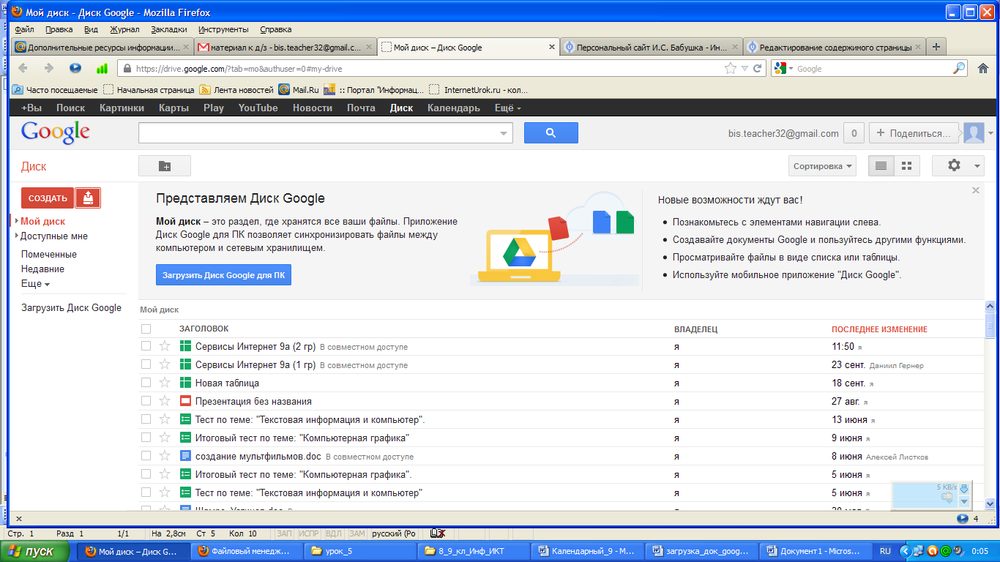 Мой диск - Диск Google - Mozilla Firefox
Файл Правка Вид Журнал Закладки Инструменты Справка
Дополнительные ресурсы информации... материал к д/з - bis.teacher32@gmail.c... Мой диск – Диск Google Персональный сайт И.С. Бабушка - Ин... Редактирование содержимого страницы
https://drive.google.com/?tab=mo&authuser=0#my-drive Google
Часто посещаемые Начальная страница Лента новостей Mail.Ru :: Портал "Информац... InternetUrok.ru - кол...
+Вы Поиск Картинки Карты Play YouTube Новости Почта Диск Календарь Ещё
Google bis.teacher32@gmail.com 0 + Поделиться...
Диск Сортировка
СОЗДАТЬ
Мой диск
Доступные мне
Помеченные
Недавние
Еще
Загрузить Диск Google
Представляем Диск Google
Мой диск – это раздел, где хранятся все ваши файлы. Приложение
Диск Google для ПК позволяет синхронизировать файлы между
компьютером и сетевым хранилищем.
Загрузить Диск Google для ПК
Новые возможности ждут вас!
Познакомьтесь с элементами навигации слева.
Создавайте документы Google и пользуйтесь другими функциями.
Просматривайте файлы в виде списка или таблицы.
Используйте мобильное приложение "Диск Google".
Мой диск
ЗАГОЛОВОК ВЛАДЕЛЕЦ ПОСЛЕДНЕЕ ИЗМЕНЕНИЕ
Сервисы Интернет 9а (2 гр) В совместном доступе я 11:50 я
Сервисы Интернет 9а (1 гр) В совместном доступе я 23 сент. Даниил Гернер
Новая таблица я 18 сент. я
Презентация без названия я 27 авг. я
Тест по теме: "Текстовая информация и компьютер". я 13 июня я
Итоговый тест по теме: "Компьютерная графика" я 9 июня я
создание мультфильмов.doc В совместном доступе я 8 июня Алексей Листков
Итоговый тест по теме: "Компьютерная графика". я 5 июня я
Тест по теме: "Текстовая информация и компьютер" я 5 июня я
5 KB/s
x 4
Стр. 1 Разд 1 1/1 На 2,8см Ст 5 Кол 10 ЗАП ИСПР ВДЛ ЗАМ русский (Ро
пуск Мой диск – Диск G... Файловый менедж... урок_5 8_9_кл_Инф_ИКТ Календарный_9 - M... загрузка_док_goog... Документ1 - Micros... RU 0:05